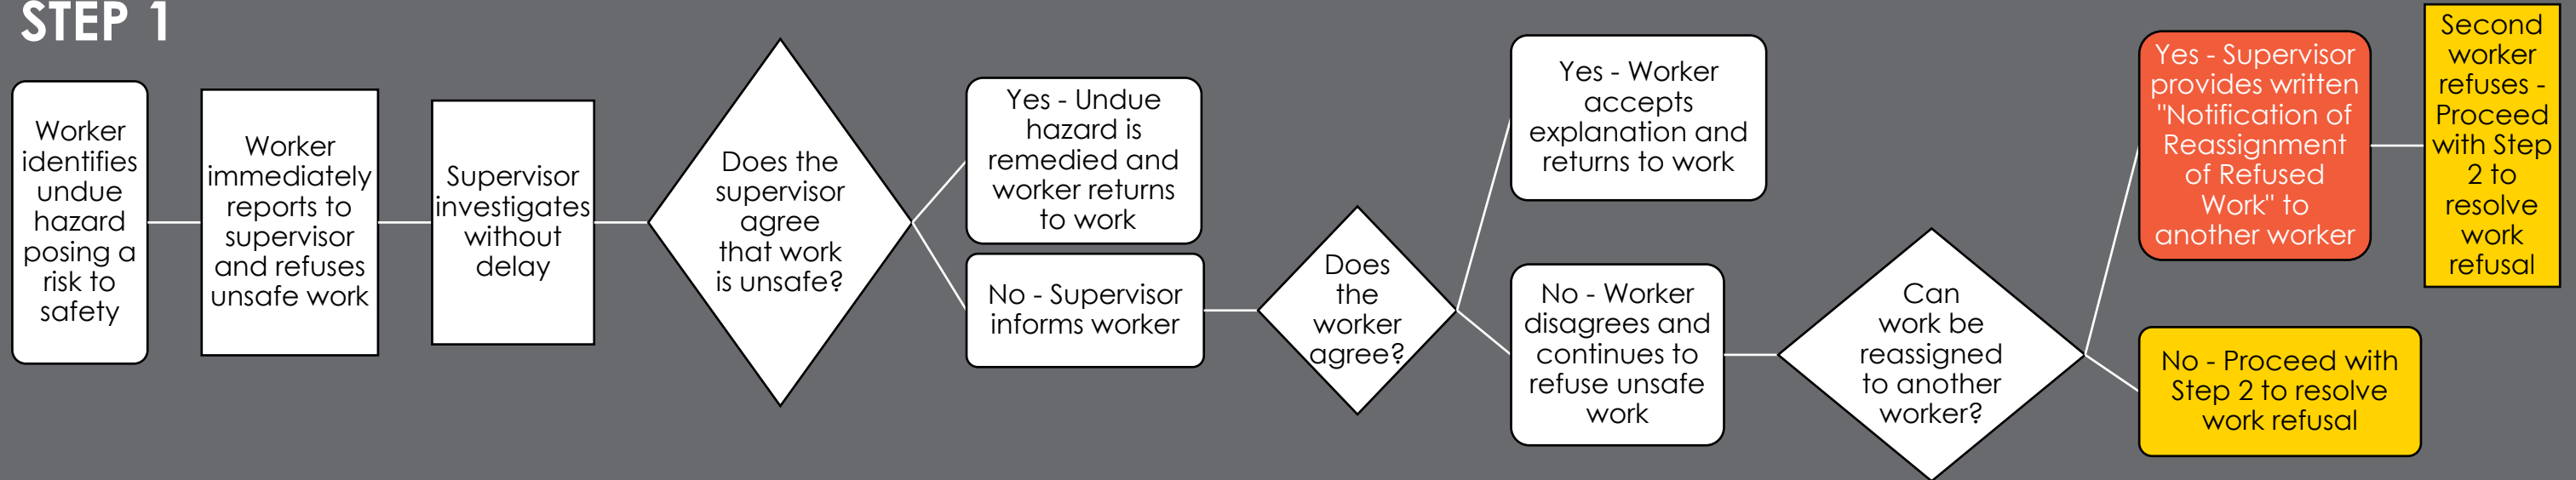 STEP 1
Worker
identifies
undue
hazard
posing a
risk to
safety
Worker
immediately
reports to
supervisor
and refuses
unsafe work
Supervisor
investigates
without
delay
Does the
supervisor
agree
that work
is unsafe?
Yes - Undue
hazard is
remedied and
worker returns
to work
No - Supervisor
informs worker
Does
the
worker
agree?
Yes - Worker
accepts
explanation and
returns to work
No - Worker
disagrees and
continues to
refuse unsafe
work
Can
work be
reassigned
to another
worker?
Yes - Supervisor
provides written
"Notification of
Reassignment
of Refused
Work" to
another worker
No - Proceed with
Step 2 to resolve
work refusal
Second
worker
refuses -
Proceed
with Step
2 to
resolve
work
refusal